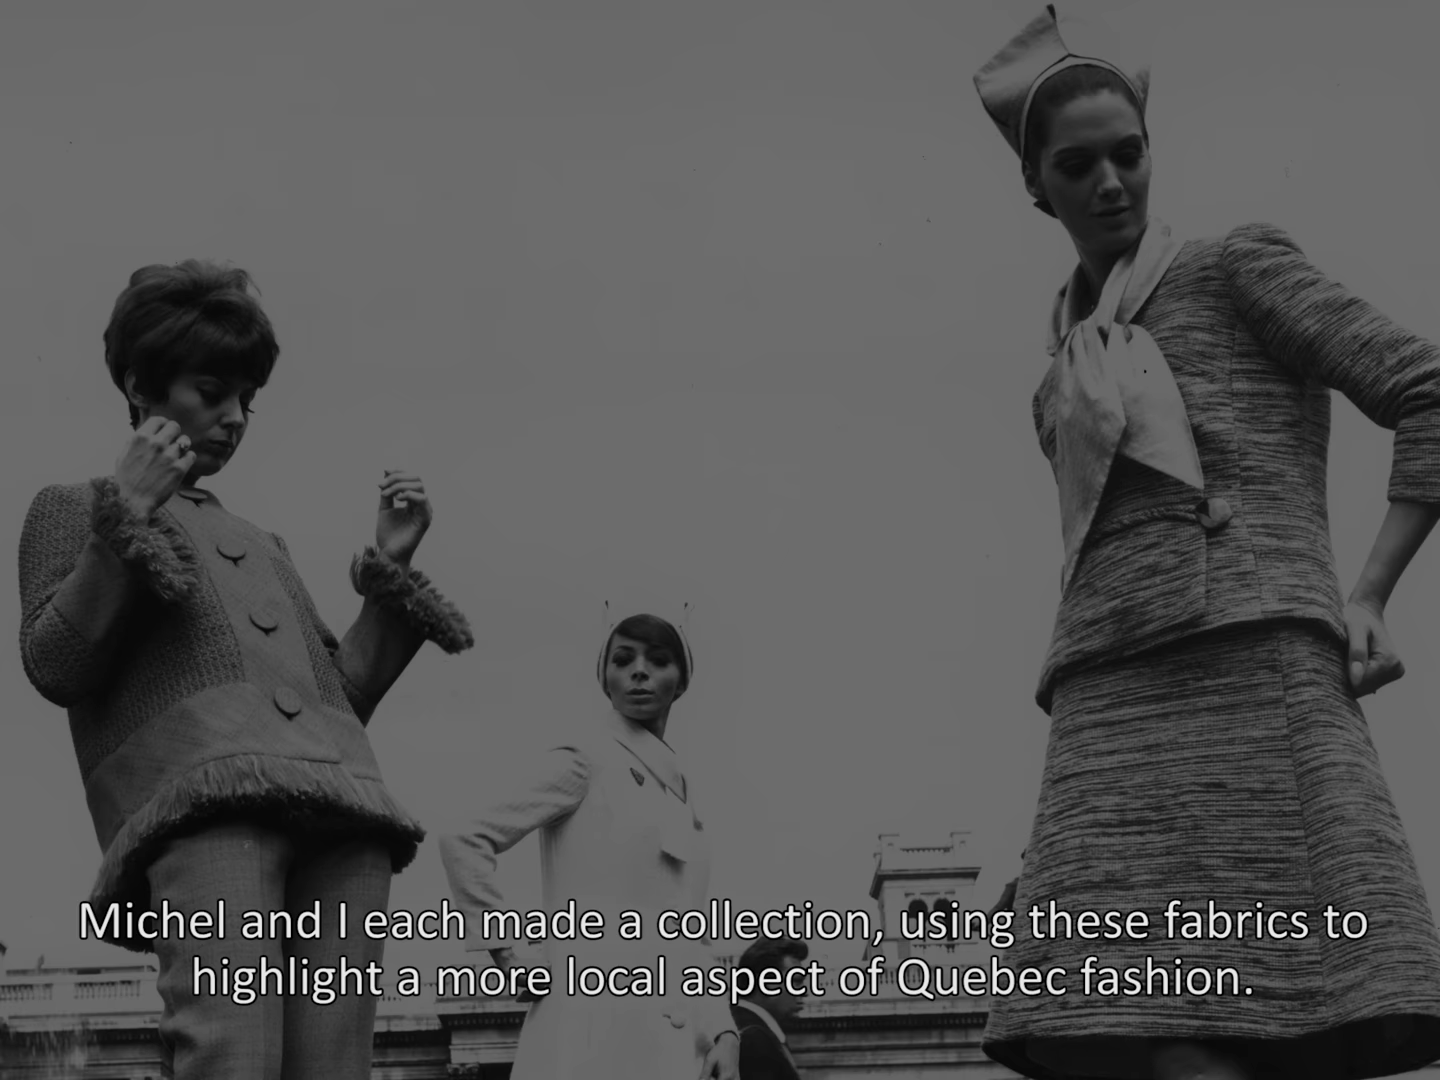 Michel and I each made a collection, using these fabrics to
highlight a more local aspect of Quebec fashion.